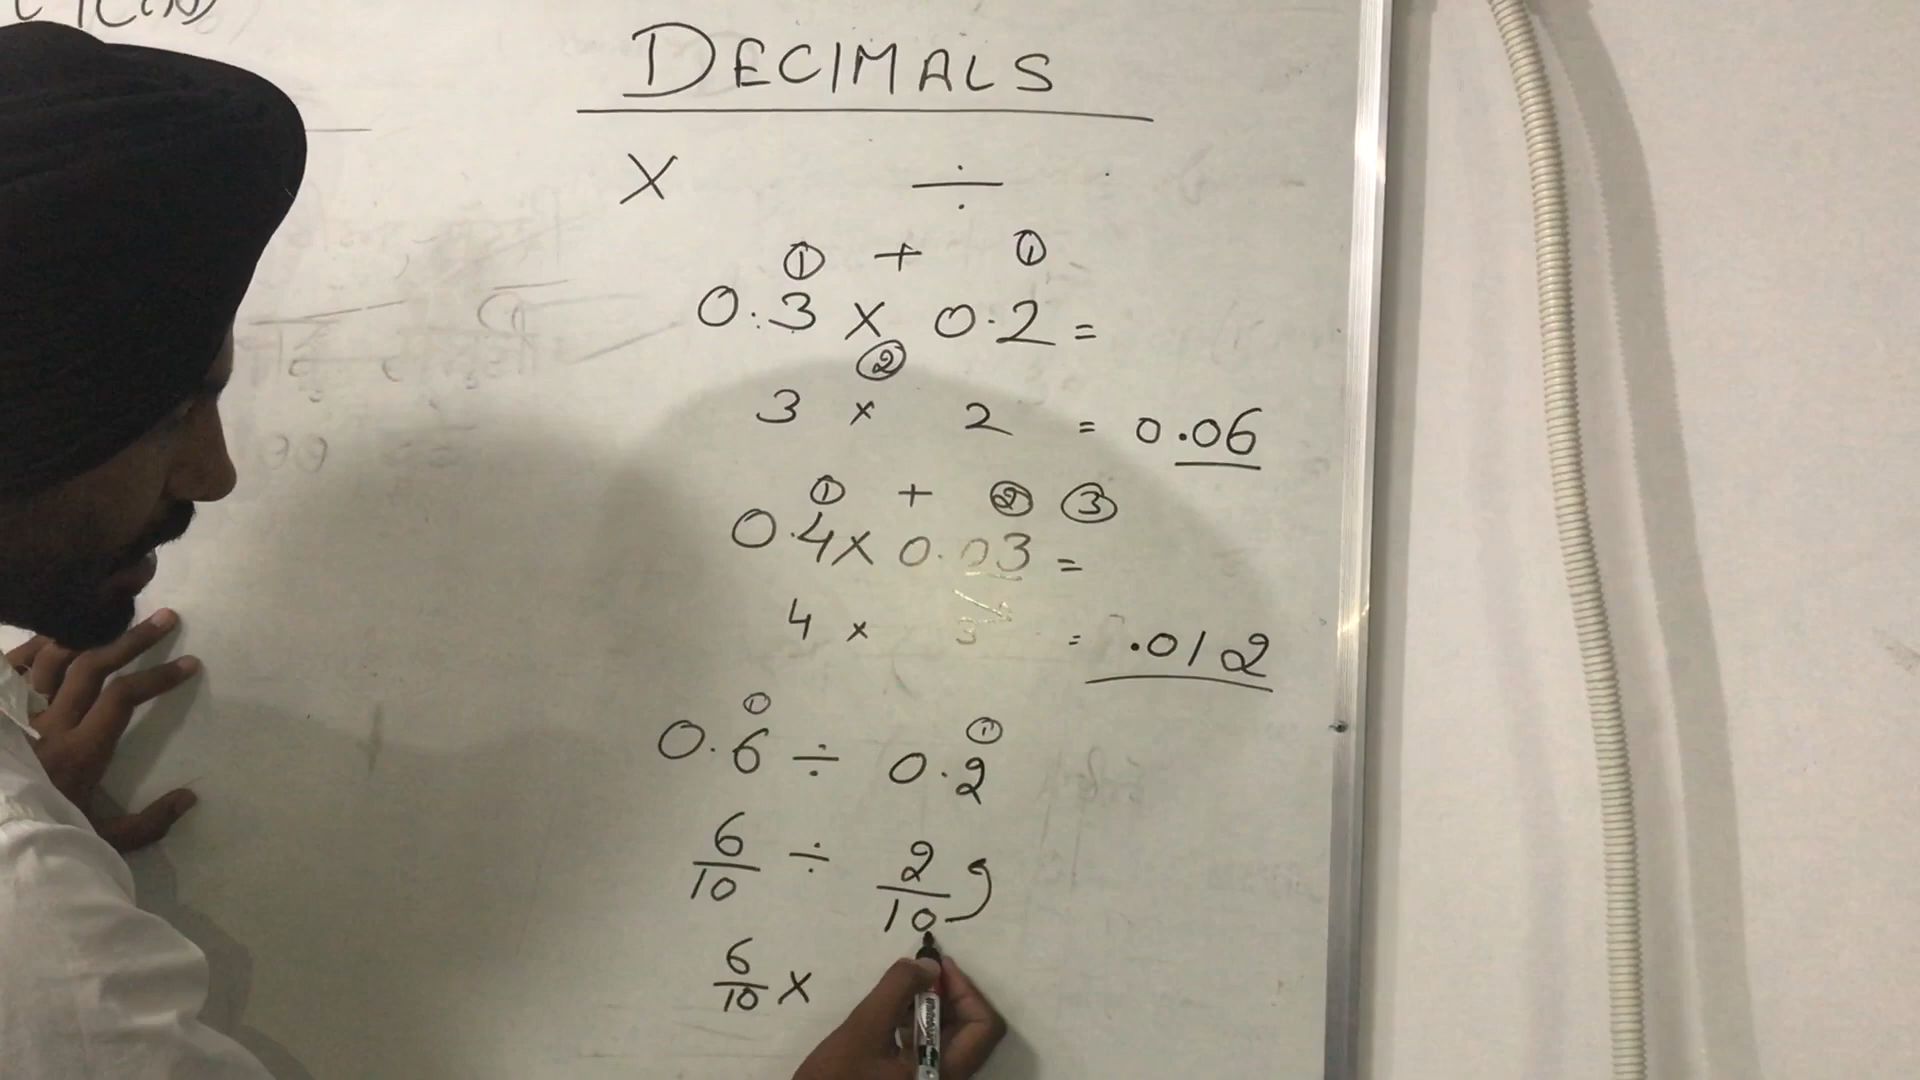 DECIMALS
× ÷
① + ①
0.3 × 0.2 =
②
3 × 2 = 0.06
① + ② ③
0.4 × 0.03 =
4 × 3 = .012
① ①
0.6 ÷ 0.2
6/10 ÷ 2/10
6/10 ×